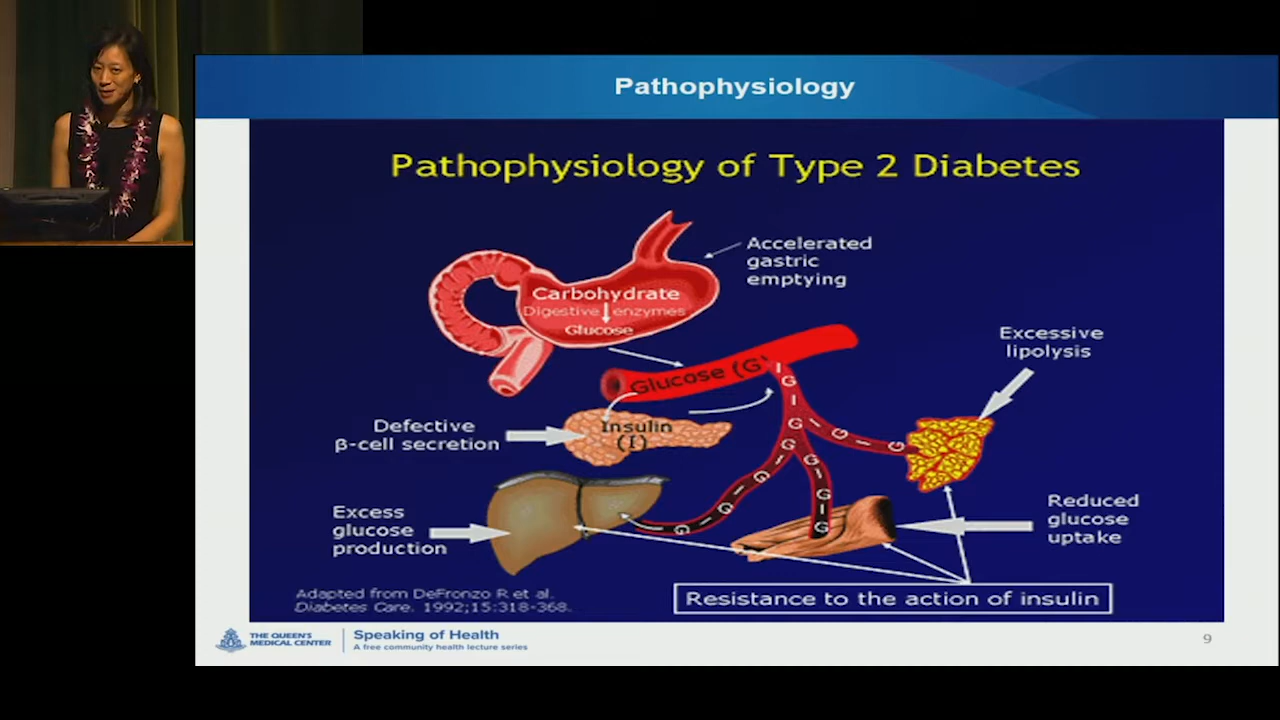 Pathophysiology
Pathophysiology of Type 2 Diabetes
Accelerated
gastric
emptying
Carbohydrate
Digestive enzymes
Glucose
Excessive
lipolysis
Glucose (G)
I
G
I
G
G
I
G
I
G
I
G
I
G
I
G
G
I
G
Defective
β-cell secretion
Insulin
(I)
Excess
glucose
production
Reduced
glucose
uptake
Resistance to the action of insulin
Adapted from DeFronzo R et al.
Diabetes Care. 1992;15:318-368.
THE QUEEN'S
MEDICAL CENTER
Speaking of Health
A free community health lecture series
9